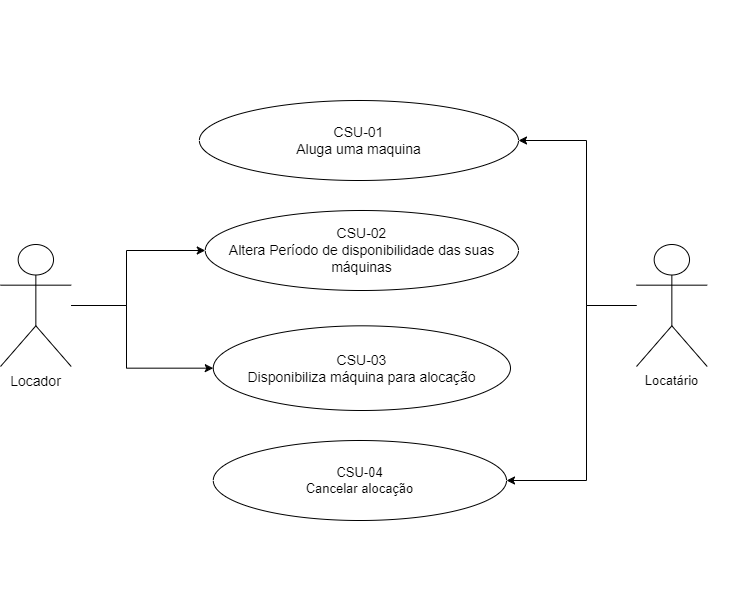 CSU-01
Aluga uma maquina
CSU-02
Altera Período de disponibilidade das suas
máquinas
CSU-03
Disponibiliza máquina para alocação
Locador
Locatário
CSU-04
Cancelar alocação